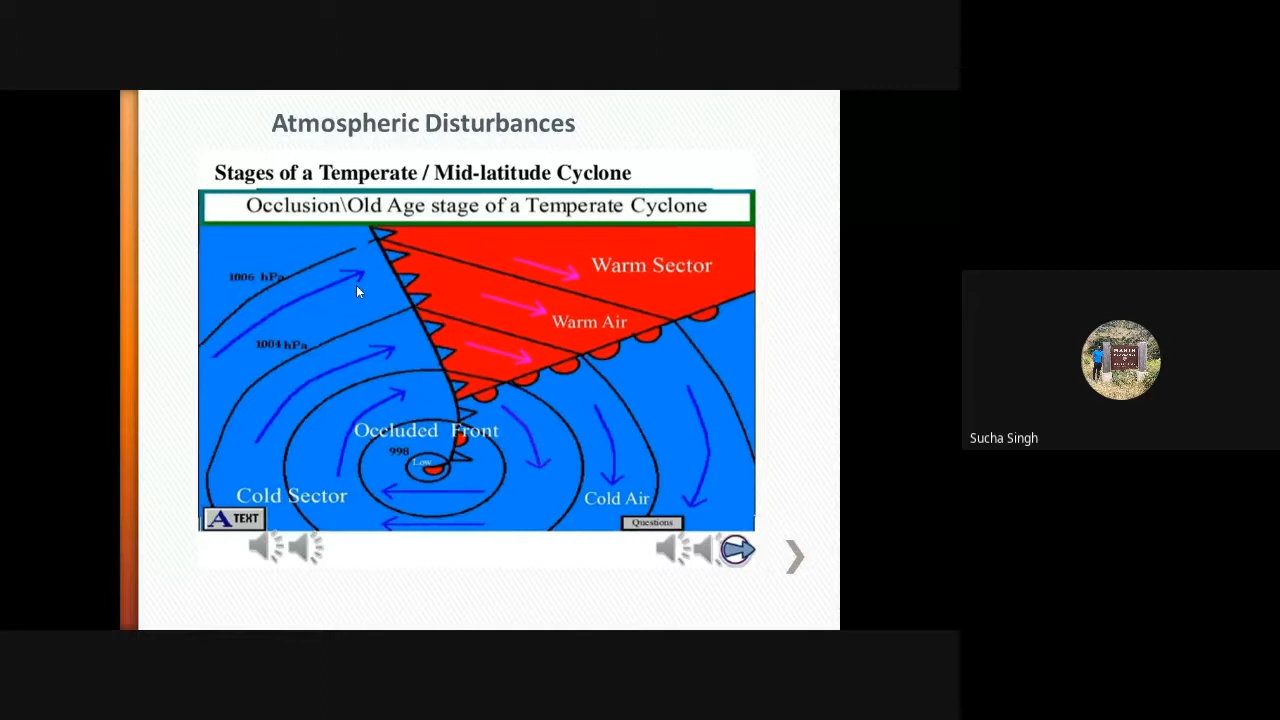 Atmospheric Disturbances
Stages of a Temperate / Mid-latitude Cyclone
Occlusion\Old Age stage of a Temperate Cyclone
1006 hPa
Warm Sector
Warm Air
1004 hPa
Occluded Front
998
Low
Cold Sector
Cold Air
A TEXT
Questions
Sucha Singh